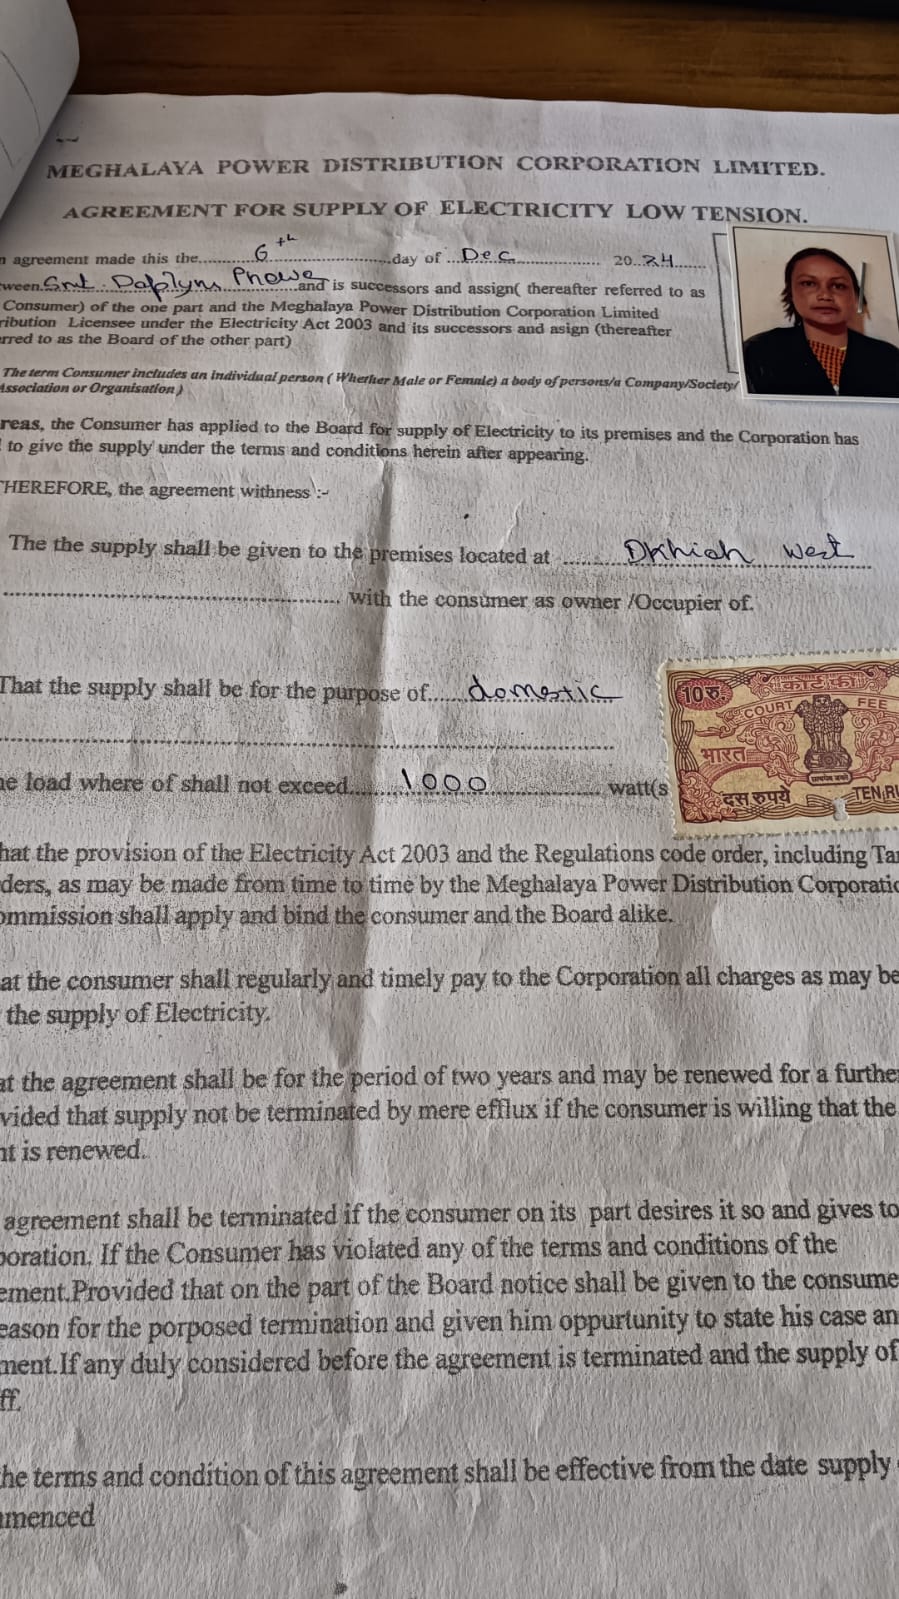 MEGHALAYA POWER DISTRIBUTION CORPORATION LIMITED.
AGREEMENT FOR SUPPLY OF ELECTRICITY LOW TENSION.
n agreement made this the 6th day of Dec 2024
ween Smt. Daplyns Phowa and is successors and assign( thereafter referred to as
Consumer) of the one part and the Meghalaya Power Distribution Corporation Limited
ribution Licensee under the Electricity Act 2003 and its successors and asign (thereafter
rred to as the Board of the other part)
The term Consumer includes an individual person ( Whether Male or Female) a body of persons/a Company/Society/
Association or Organisation )
reas, the Consumer has applied to the Board for supply of Electricity to its premises and the Corporation has
to give the supply under the terms and conditions herein after appearing.
THEREFORE, the agreement withness :-
The the supply shall be given to the premises located at Dkhiah West
with the consumer as owner /Occupier of.
That the supply shall be for the purpose of domestic
10 रु.
कोर्ट फी
COURT FEE
भारत
दस रुपये
TEN RU
he load where of shall not exceed 1000 watt(s
hat the provision of the Electricity Act 2003 and the Regulations code order, including Tar
ders, as may be made from time to time by the Meghalaya Power Distribution Corporatio
ommission shall apply and bind the consumer and the Board alike.
at the consumer shall regularly and timely pay to the Corporation all charges as may be
the supply of Electricity.
at the agreement shall be for the period of two years and may be renewed for a further
vided that supply not be terminated by mere efflux if the consumer is willing that the
nt is renewed.
agreement shall be terminated if the consumer on its part desires it so and gives to
poration. If the Consumer has violated any of the terms and conditions of the
ement.Provided that on the part of the Board notice shall be given to the consume
eason for the porposed termination and given him oppurtunity to state his case an
ment.If any duly considered before the agreement is terminated and the supply of
ff.
he terms and condition of this agreement shall be effective from the date supply
menced